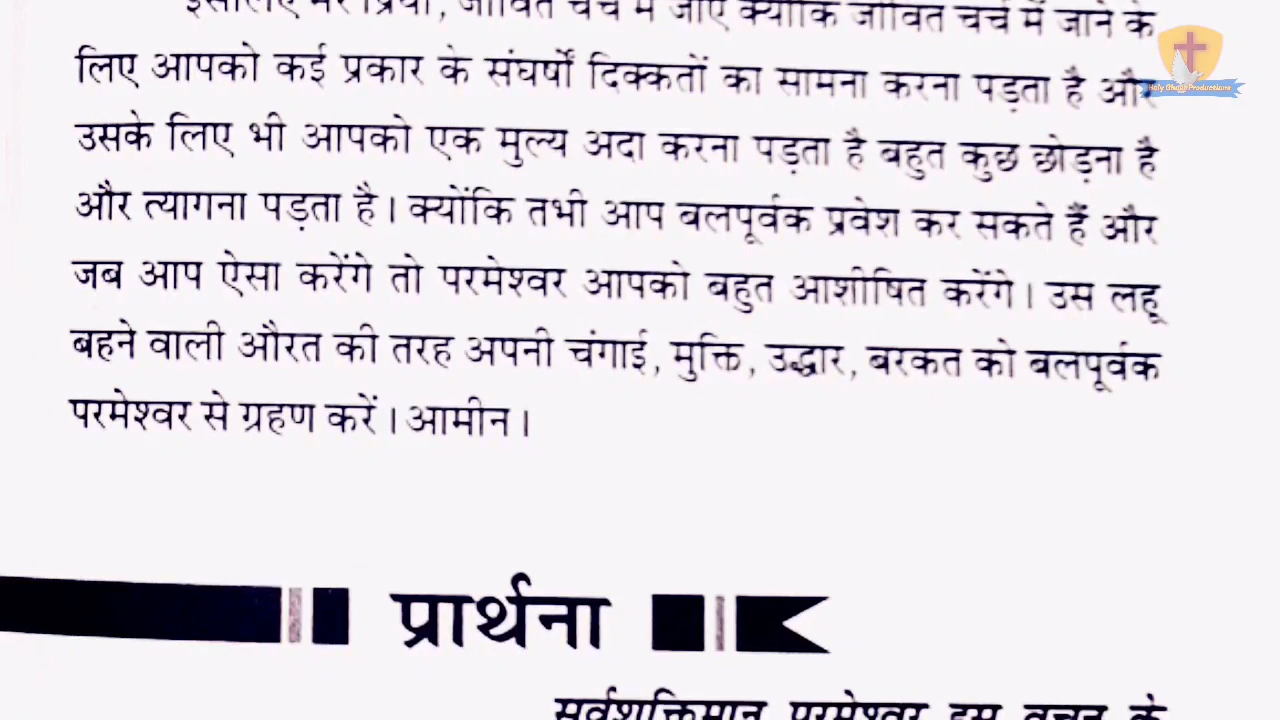 इसलिए मेरे प्रियो, जीवित चर्च में जाएं क्योंकि जीवित चर्च में जाने के
लिए आपको कई प्रकार के संघर्षों दिक्कतों का सामना करना पड़ता है और
उसके लिए भी आपको एक मुल्य अदा करना पड़ता है बहुत कुछ छोड़ना है
और त्यागना पड़ता है। क्योंकि तभी आप बलपूर्वक प्रवेश कर सकते हैं और
जब आप ऐसा करेंगे तो परमेश्वर आपको बहुत आशीषित करेंगे। उस लहू
बहने वाली औरत की तरह अपनी चंगाई, मुक्ति, उद्धार, बरकत को बलपूर्वक
परमेश्वर से ग्रहण करें। आमीन।
प्रार्थना
सर्वशक्तिमान परमेश्वर इस वचन के
Holy Ghost Productions